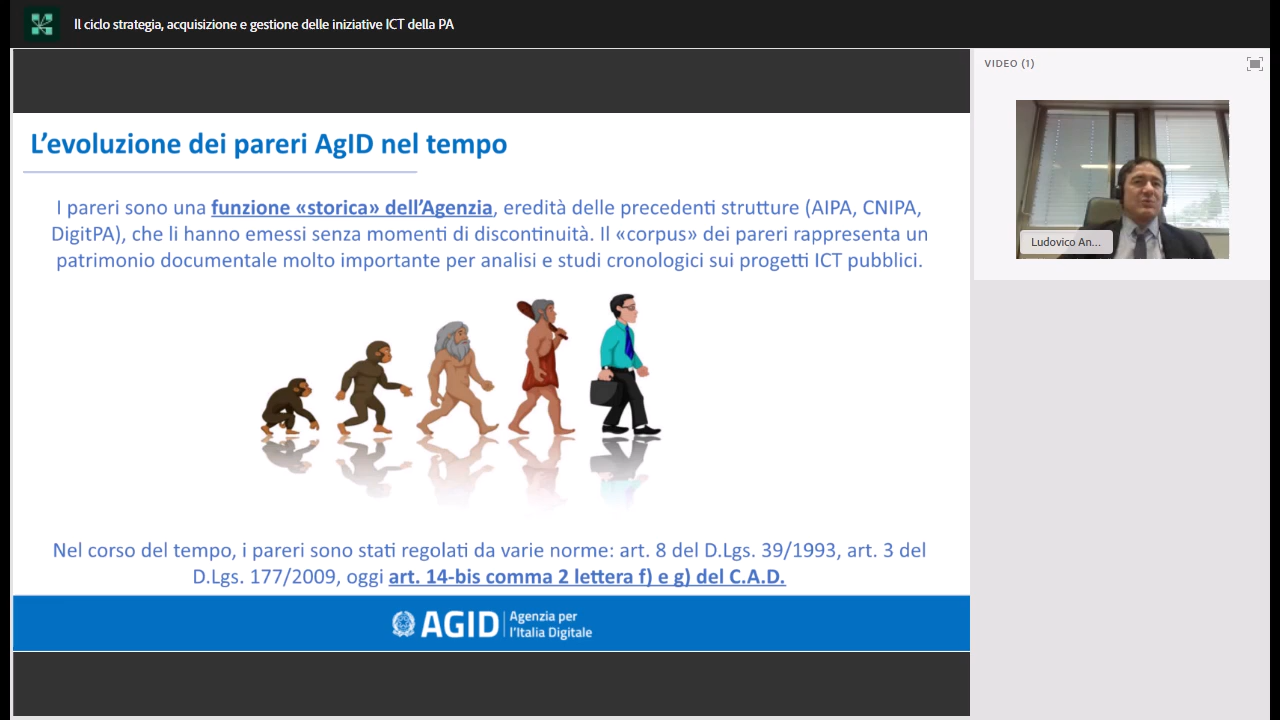 Il ciclo strategia, acquisizione e gestione delle iniziative ICT della PA
VIDEO (1)
L'evoluzione dei pareri AgID nel tempo
I pareri sono una funzione «storica» dell'Agenzia, eredità delle precedenti strutture (AIPA, CNIPA,
DigitPA), che li hanno emessi senza momenti di discontinuità. Il «corpus» dei pareri rappresenta un
patrimonio documentale molto importante per analisi e studi cronologici sui progetti ICT pubblici.
Ludovico An...
Nel corso del tempo, i pareri sono stati regolati da varie norme: art. 8 del D.Lgs. 39/1993, art. 3 del
D.Lgs. 177/2009, oggi art. 14-bis comma 2 lettera f) e g) del C.A.D.
AGID
Agenzia per
l'Italia Digitale